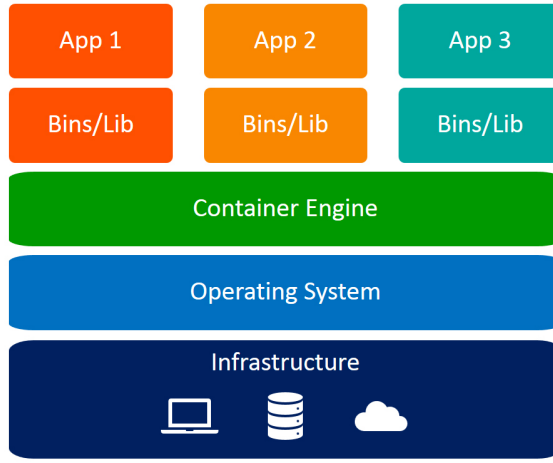 App 1
App 2
App 3
Bins/Lib
Bins/Lib
Bins/Lib
Container Engine
Operating System
Infrastructure